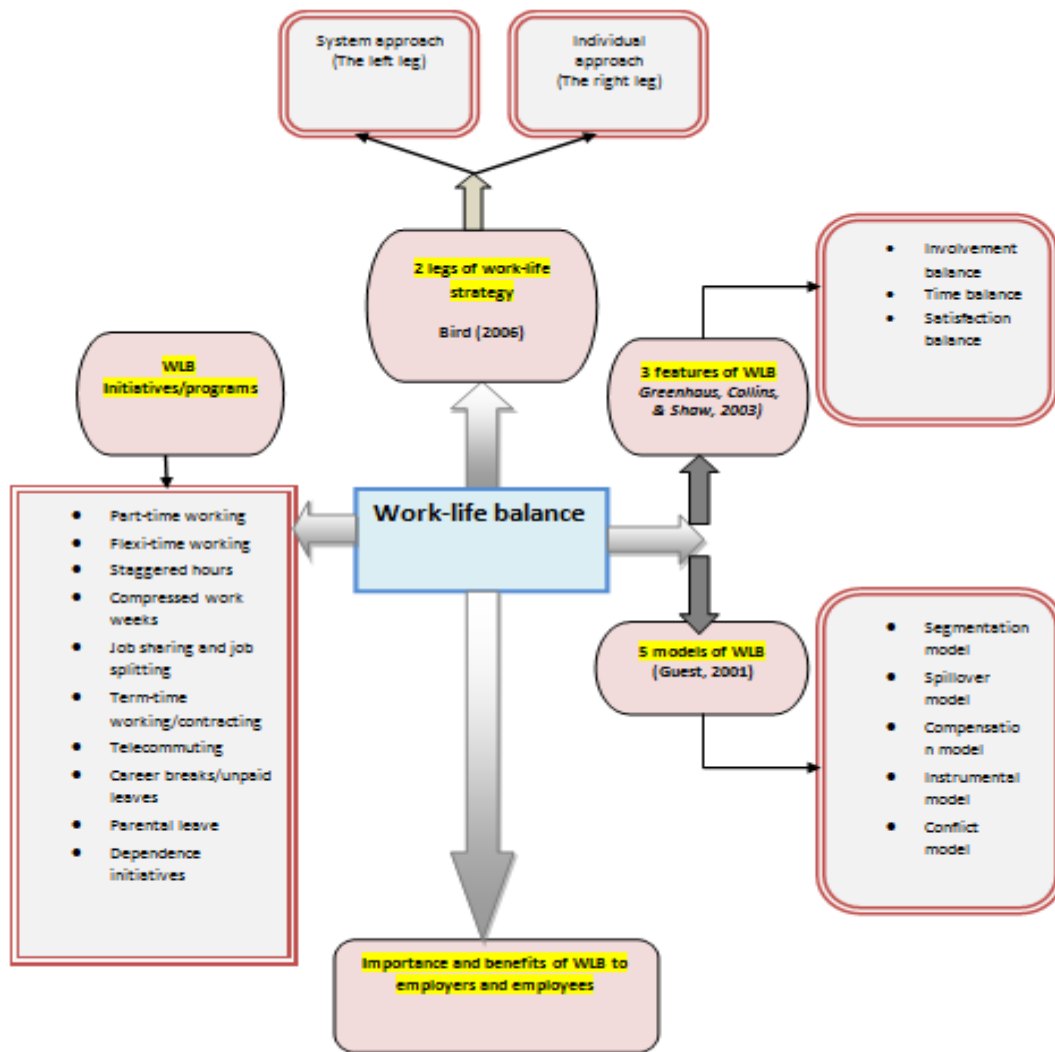 System approach
(The left leg)
Individual
approach
(The right leg)
2 legs of work-life
strategy
Bird (2006)
WLB
Initiatives/programs
3 features of WLB
Greenhaus, Collins,
& Shaw, 2003)
• Involvement
balance
• Time balance
• Satisfaction
balance
Work-life balance
• Part-time working
• Flexi-time working
• Staggered hours
• Compressed work
weeks
• Job sharing and job
splitting
• Term-time
working/contracting
• Telecommuting
• Career breaks/unpaid
leaves
• Parental leave
• Dependence
initiatives
5 models of WLB
(Guest, 2001)
• Segmentation
model
• Spillover
model
• Compensatio
n model
• Instrumental
model
• Conflict
model
Importance and benefits of WLB to
employers and employees